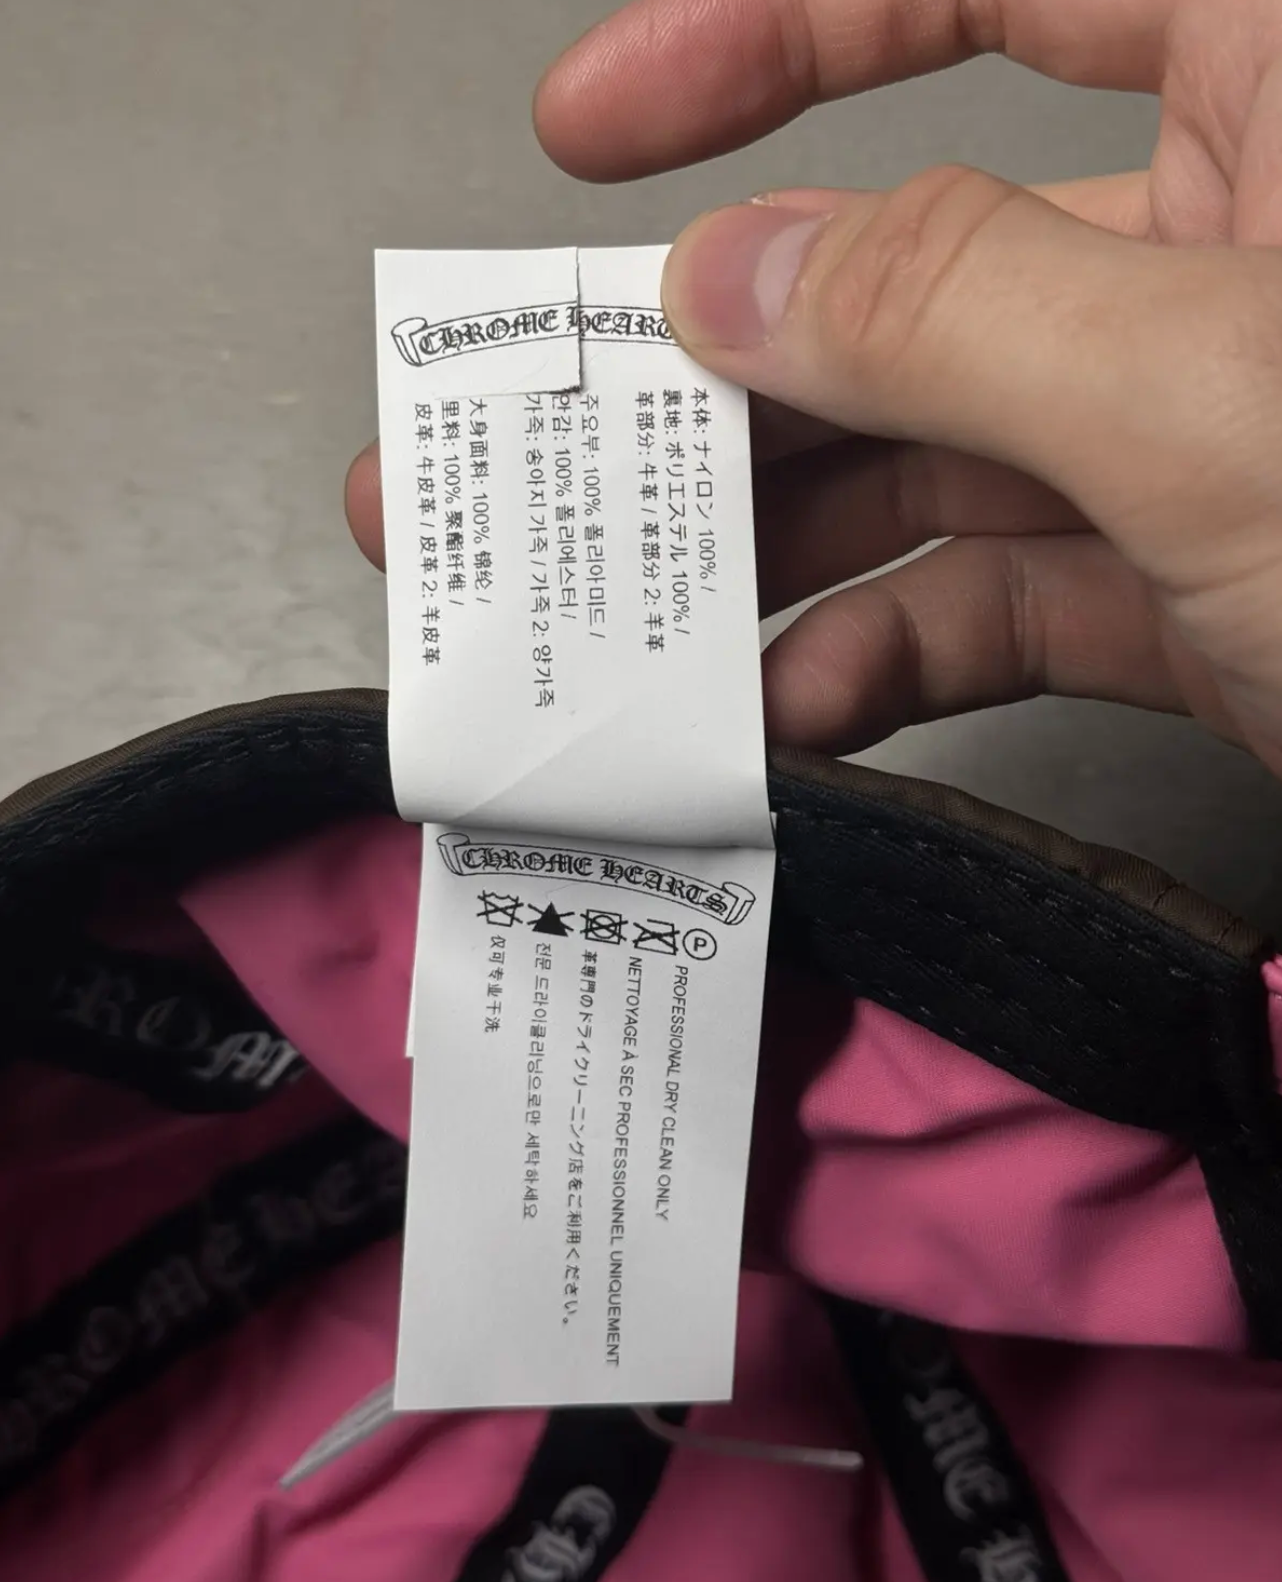 CHROME HEART
本体: ナイロン 100% /
裏地: ポリエステル 100% /
革部分: 牛革 / 革部分 2: 羊革
주요부: 100% 폴리아미드 /
안감: 100% 폴리에스터 /
가죽: 송아지 가죽 / 가죽 2: 양가죽
大身面料: 100% 锦纶 /
里料: 100% 聚酯纤维 /
皮革: 牛皮革 / 皮革 2: 羊皮革
CHROME HEARTS
P
PROFESSIONAL DRY CLEAN ONLY
NETTOYAGE À SEC PROFESSIONNEL UNIQUEMENT
革専門のドライクリーニング店をご利用ください。
전문 드라이클리닝으로만 세탁하세요
仅可专业干洗
ROM
HROME HEA
CH
OME H